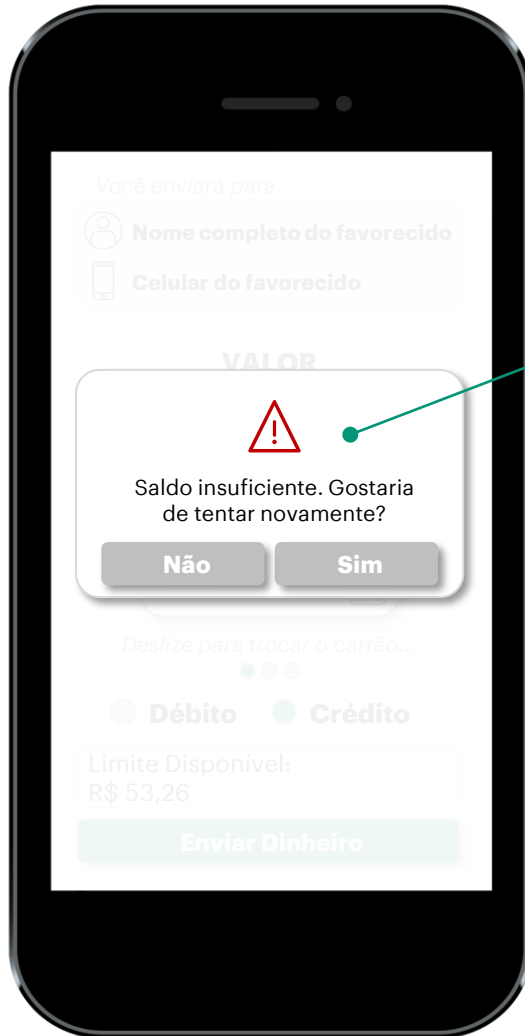 Você enviará para...
Nome completo do favorecido
Celular do favorecido
VALOR
Saldo insuficiente. Gostaria
de tentar novamente?
Não Sim
Deslize para trocar o cartão...
Débito Crédito
Limite Disponível:
R$ 53,26
Enviar Dinheiro